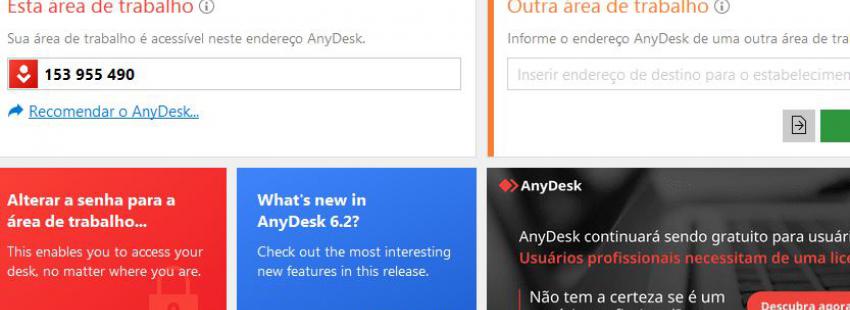 Esta área de trabalho
Sua área de trabalho é acessível neste endereço AnyDesk.
153 955 490
Recomendar o AnyDesk...
Outra área de trabalho
Informe o endereço AnyDesk de uma outra área de tra
Inserir endereço de destino para o estabelecimen
Alterar a senha para a
área de trabalho...
This enables you to access your
desk, no matter where you are.
What's new in
AnyDesk 6.2?
Check out the most interesting
new features in this release.
AnyDesk
AnyDesk continuará sendo gratuito para usuári
Usuários profissionais necessitam de uma lice
Não tem a certeza se é um
Descubra agora